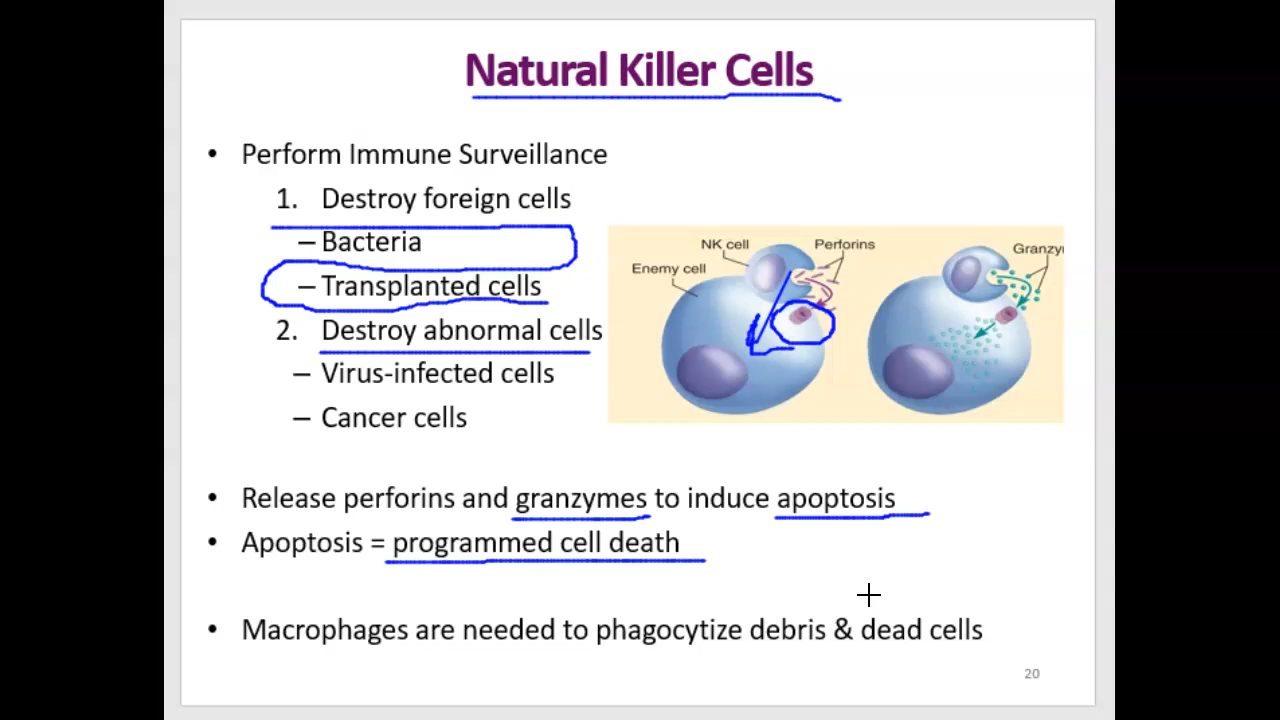 Natural Killer Cells
• Perform Immune Surveillance
1. Destroy foreign cells
– Bacteria
– Transplanted cells
2. Destroy abnormal cells
– Virus-infected cells
– Cancer cells
NK cell
Perforins
Enemy cell
Granzy
• Release perforins and granzymes to induce apoptosis
• Apoptosis = programmed cell death
• Macrophages are needed to phagocytize debris & dead cells
20